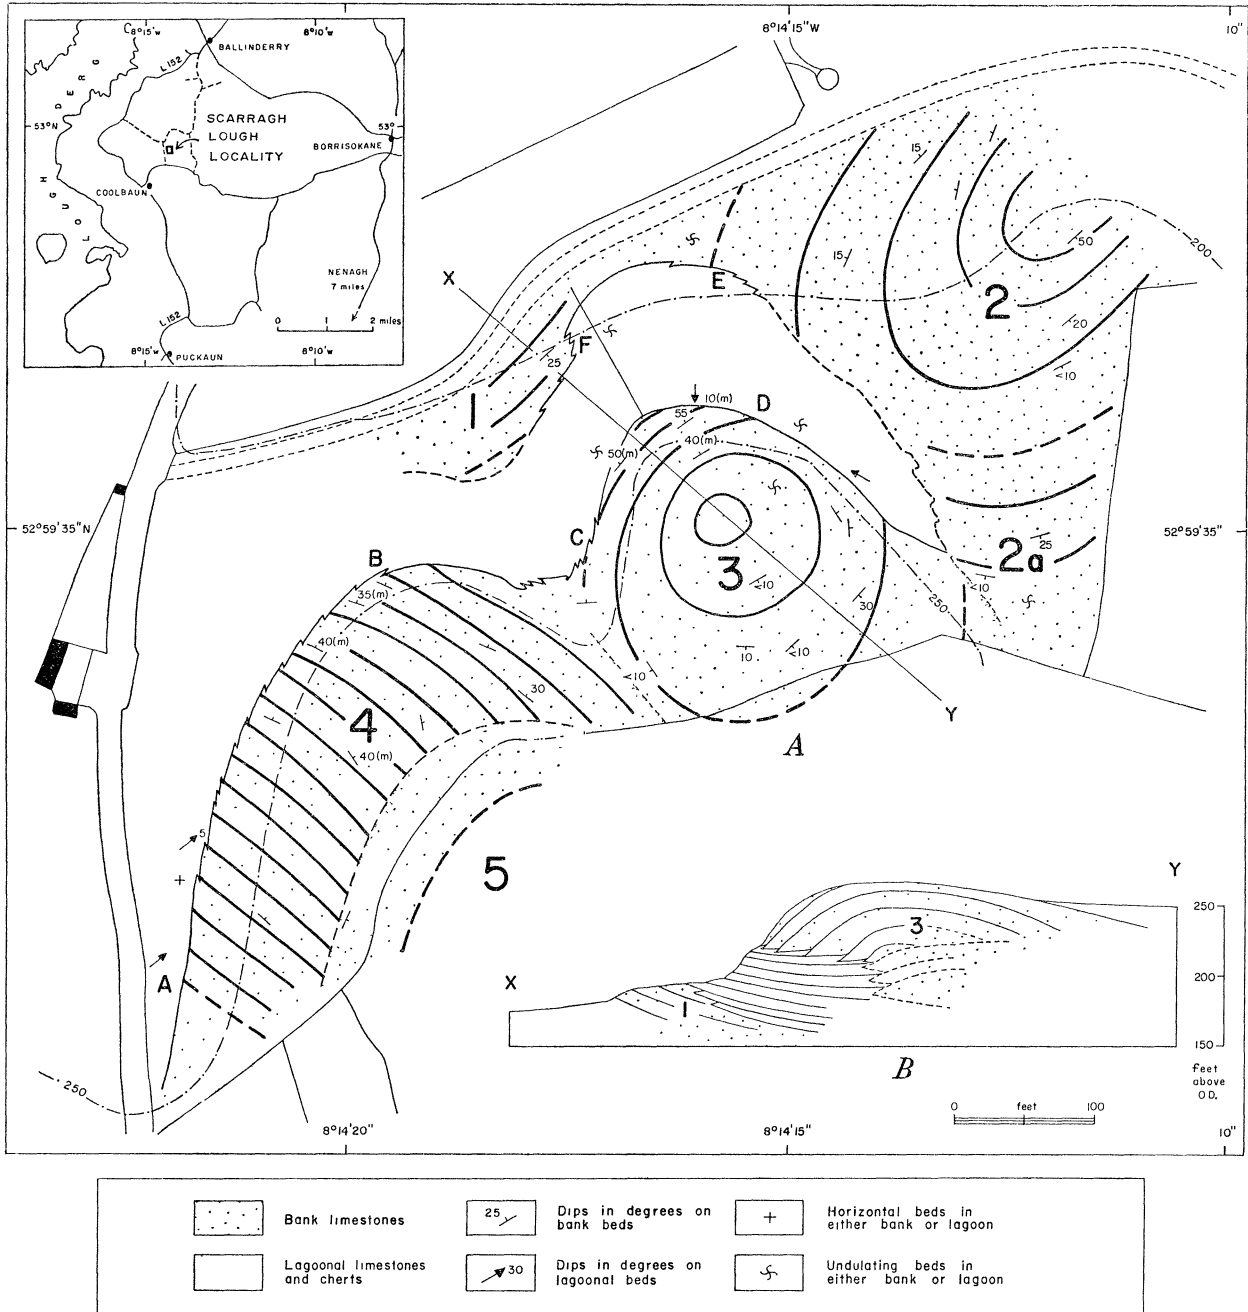 8°14'15"W
10"
C8°15'w
8°10'w
BALLINDERRY
L 152
LOUGH DERG
53°N
53°
SCARRAGH
LOUGH
LOCALITY
BORRISOKANE
COOLBAUN
NENAGH
7 miles
0 1 2 miles
L 152
8°15'w
8°10'w
PUCKAUN
15
15
50
200
2
20
<10
X
E
F
25
1
10(m)
D
55
40(m)
50(m)
52°59'35"N
52°59'35"
C
3
2a
25
<10
<10
B
35(m)
250
30
40(m)
<10
10
<10
30
4
Y
A
40(m)
5
5
Y
250
3
A
200
X
1
150
B
feet
above
O.D.
250
0 feet 100
8°14'20"
8°14'15"
10"
Bank limestones
25
Dips in degrees on
bank beds
Horizontal beds in
either bank or lagoon
Lagoonal limestones
and cherts
30
Dips in degrees on
lagoonal beds
Undulating beds in
either bank or lagoon